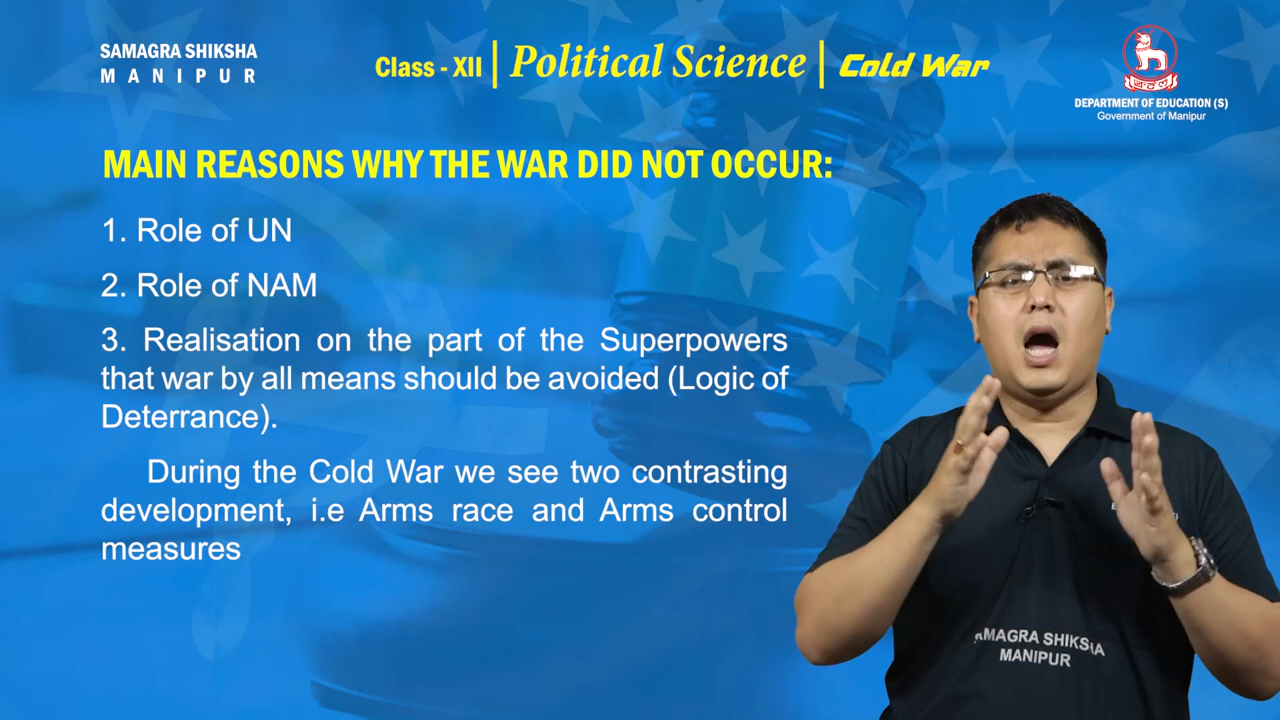 SAMAGRA SHIKSHA
MANIPUR
Class - XII | Political Science | Cold War
DEPARTMENT OF EDUCATION (S)
Government of Manipur
MAIN REASONS WHY THE WAR DID NOT OCCUR:
1. Role of UN
2. Role of NAM
3. Realisation on the part of the Superpowers
that war by all means should be avoided (Logic of
Deterrance).
During the Cold War we see two contrasting
development, i.e Arms race and Arms control
measures
AMAGRA SHIKSHA
MANIPUR